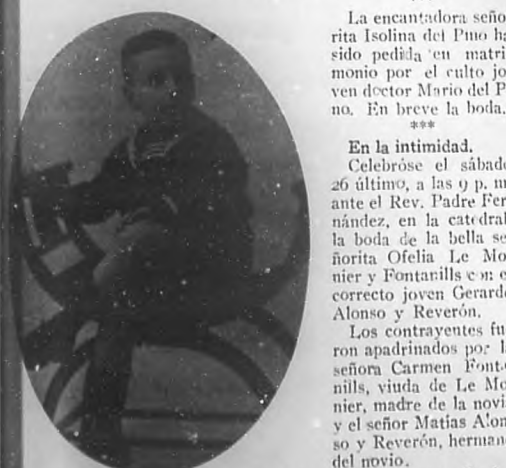 La encantadora seño
rita Isolina del Pino ha
sido pedida en matri
monio por el culto jo
ven doctor Mario del P
no. En breve la boda.
***
En la intimidad.
Celebróse el sábado
26 último, a las 9 p. m
ante el Rev. Padre Fer
nández, en la catedral
la boda de la bella se
ñorita Ofelia Le Mo
nier y Fontanills con e
correcto joven Gerardo
Alonso y Reverón.
Los contrayentes fu
ron apadrinados por l
señora Carmen Fonta
nills, viuda de Le Mo
nier, madre de la novia
y el señor Matías Alon
so y Reverón, hermano
del novio.